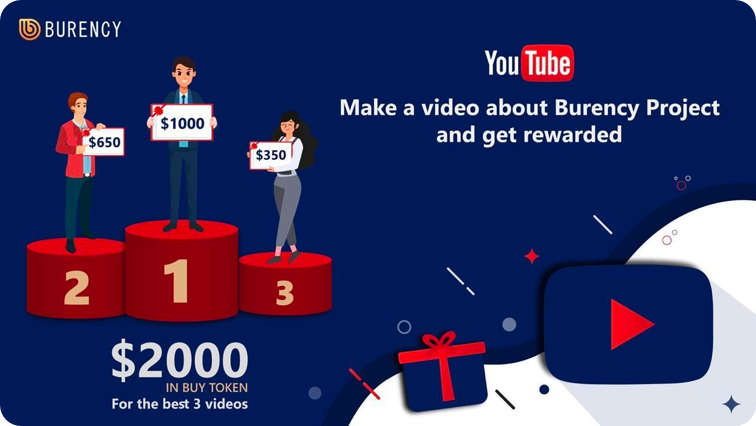 BURENCY
YouTube
Make a video about Burency Project
and get rewarded
$650
$1000
$350
2
1
3
$2000
IN BUY TOKEN
For the best 3 videos